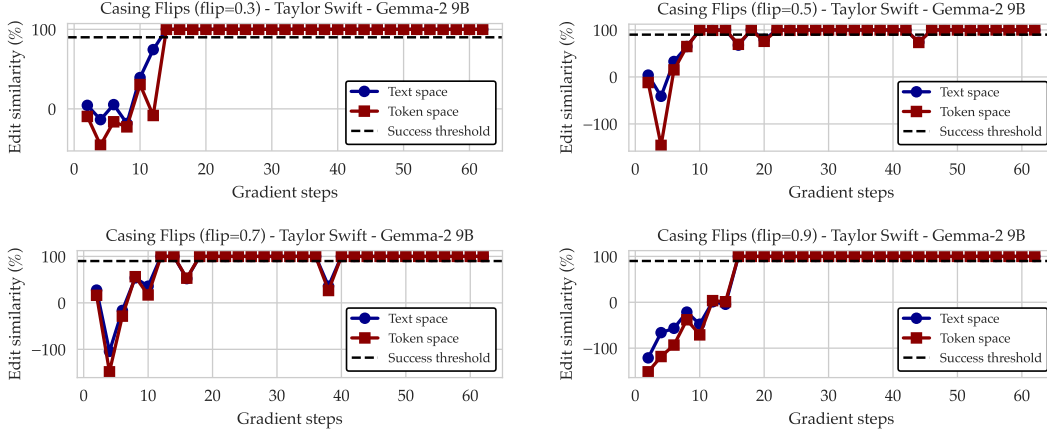 Casing Flips (flip=0.3) - Taylor Swift - Gemma-2 9B
Edit similarity (%)
100
0
Text space
Token space
Success threshold
0 10 20 30 40 50 60
Gradient steps
Casing Flips (flip=0.5) - Taylor Swift - Gemma-2 9B
Edit similarity (%)
100
0
−100
Text space
Token space
Success threshold
0 10 20 30 40 50 60
Gradient steps
Casing Flips (flip=0.7) - Taylor Swift - Gemma-2 9B
Edit similarity (%)
100
0
−100
Text space
Token space
Success threshold
0 10 20 30 40 50 60
Gradient steps
Casing Flips (flip=0.9) - Taylor Swift - Gemma-2 9B
Edit similarity (%)
100
0
−100
Text space
Token space
Success threshold
0 10 20 30 40 50 60
Gradient steps